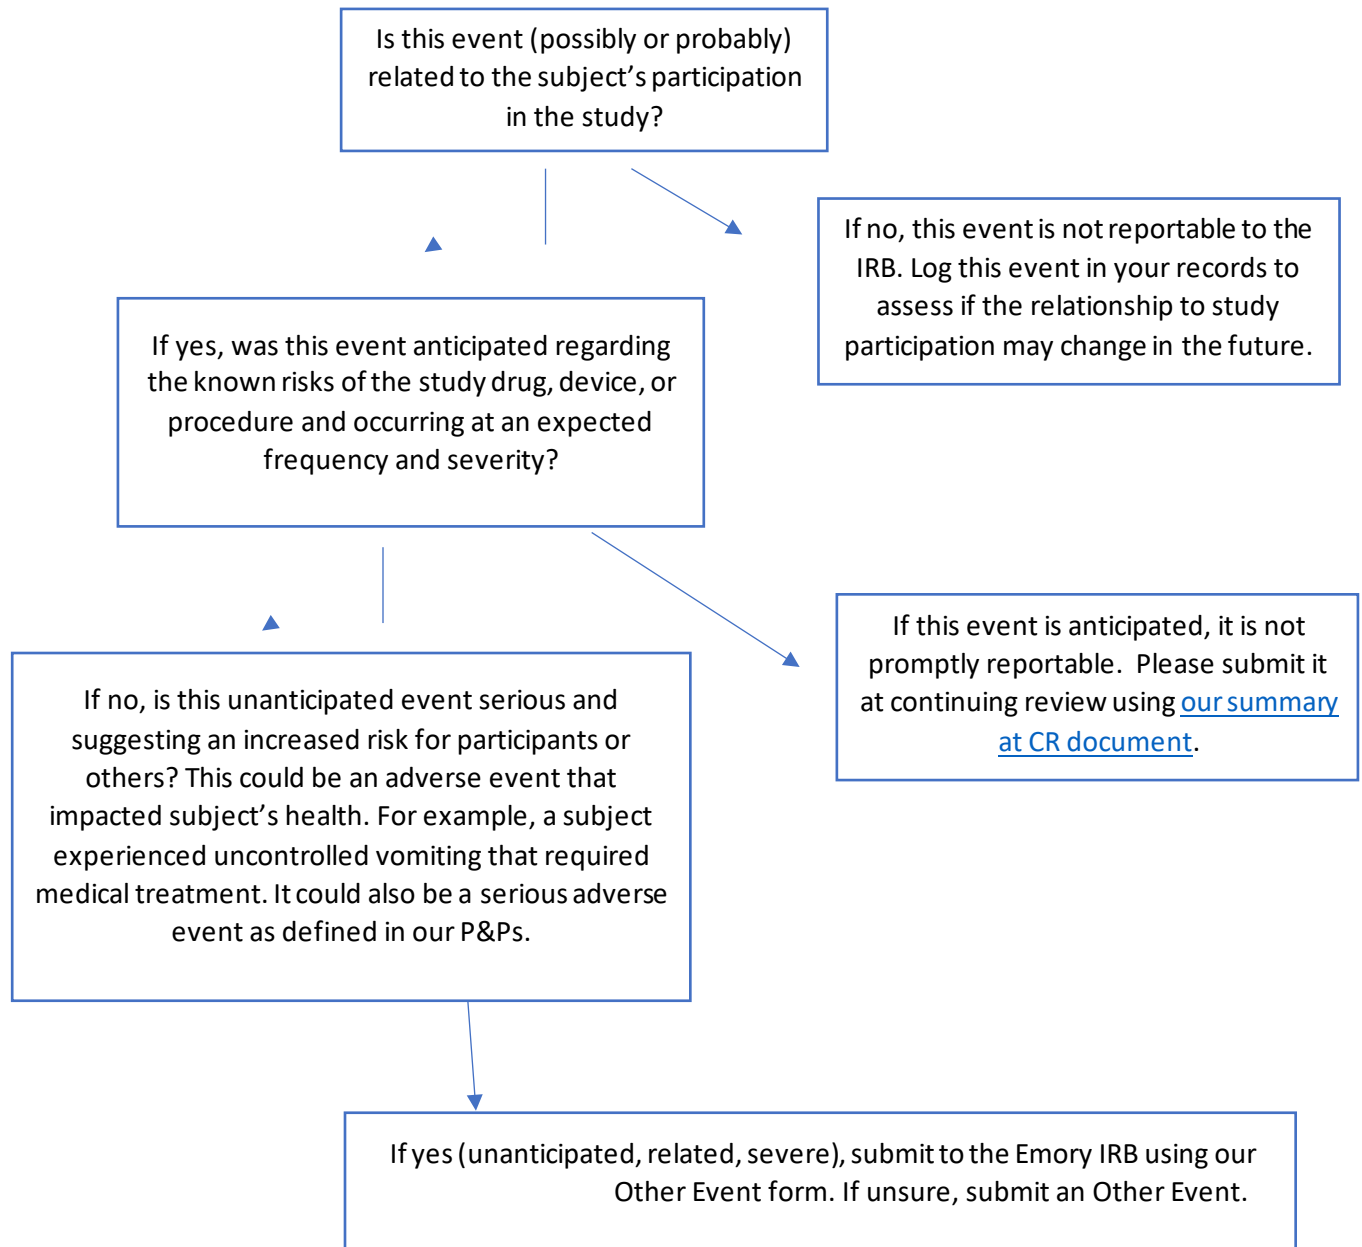 Is this event (possibly or probably)
related to the subject’s participation
in the study?
If no, this event is not reportable to the
IRB. Log this event in your records to
assess if the relationship to study
participation may change in the future.
If yes, was this event anticipated regarding
the known risks of the study drug, device, or
procedure and occurring at an expected
frequency and severity?
If this event is anticipated, it is not
promptly reportable. Please submit it
at continuing review using our summary
at CR document.
If no, is this unanticipated event serious and
suggesting an increased risk for participants or
others? This could be an adverse event that
impacted subject’s health. For example, a subject
experienced uncontrolled vomiting that required
medical treatment. It could also be a serious adverse
event as defined in our P&Ps.
If yes (unanticipated, related, severe), submit to the Emory IRB using our
Other Event form. If unsure, submit an Other Event.